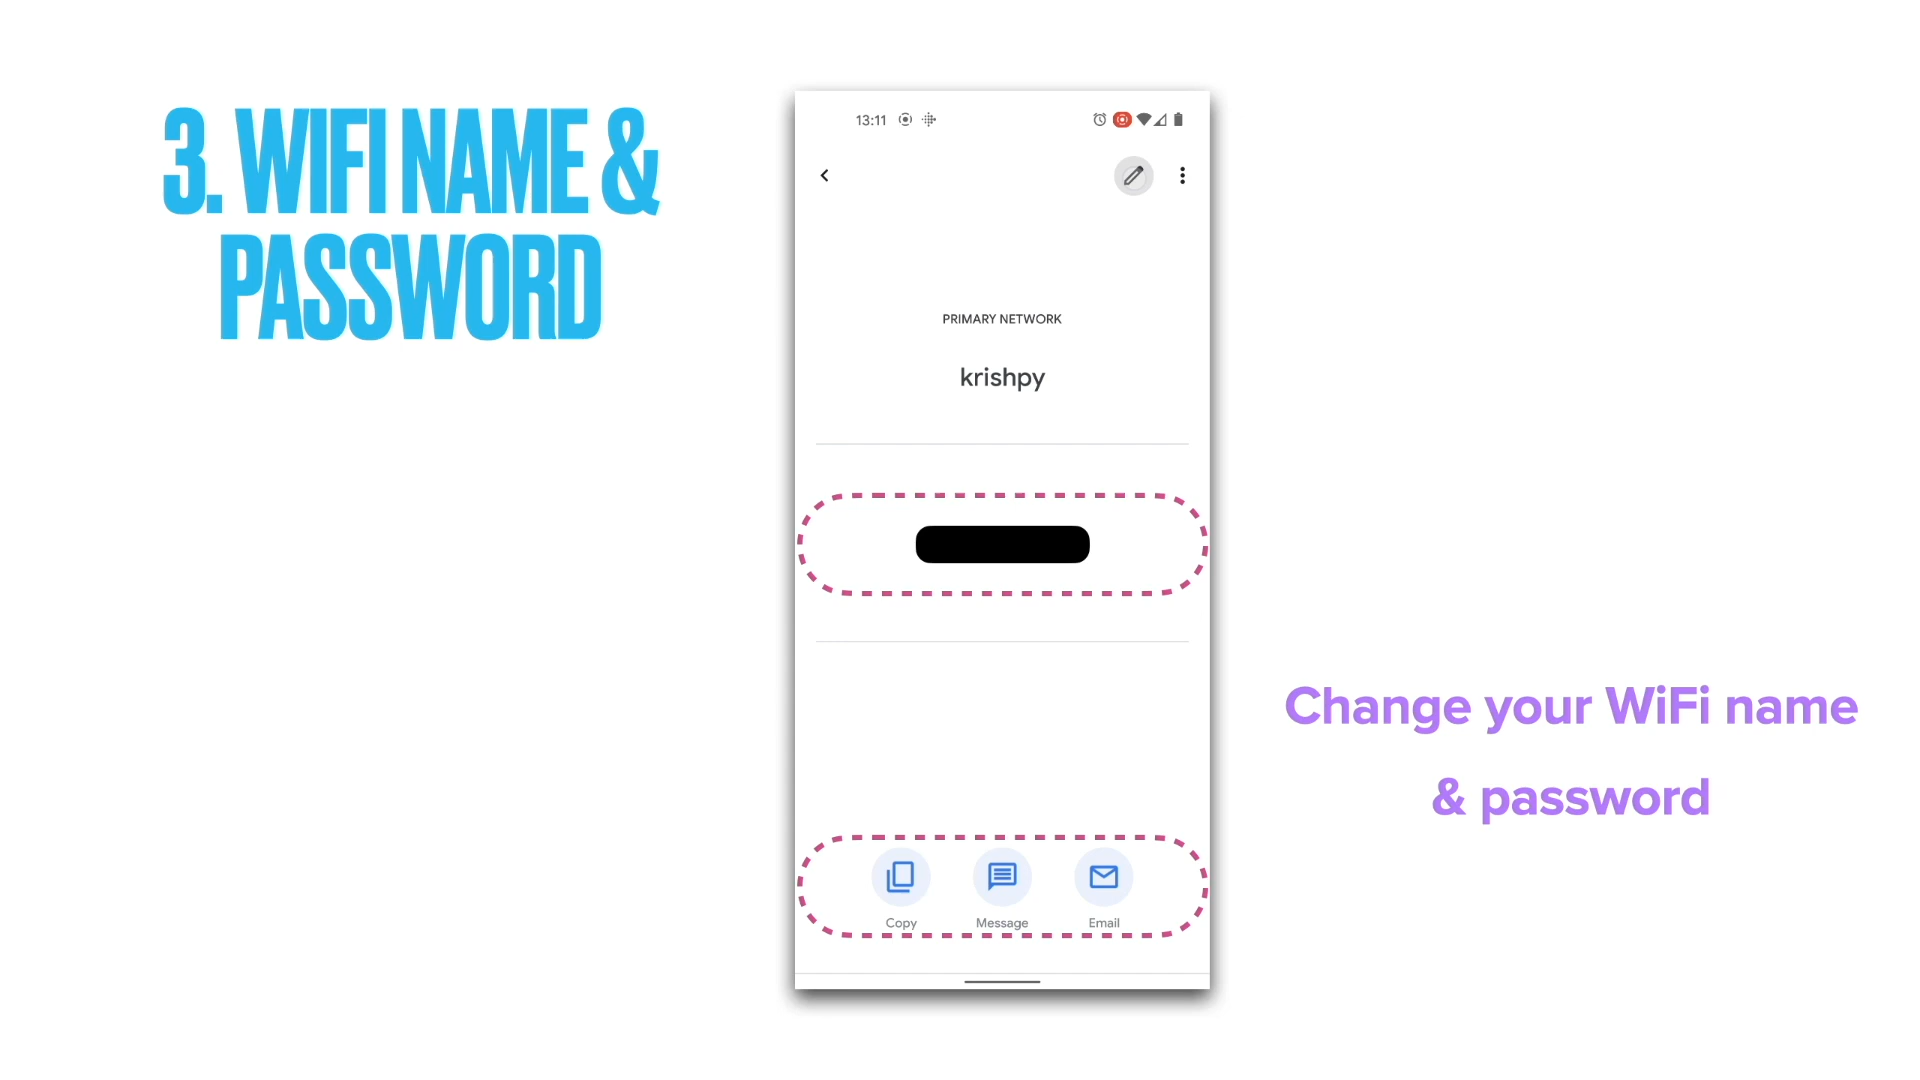 3. WIFI NAME &
PASSWORD
13:11
PRIMARY NETWORK
krishpy
Copy
Message
Email
Change your WiFi name
& password